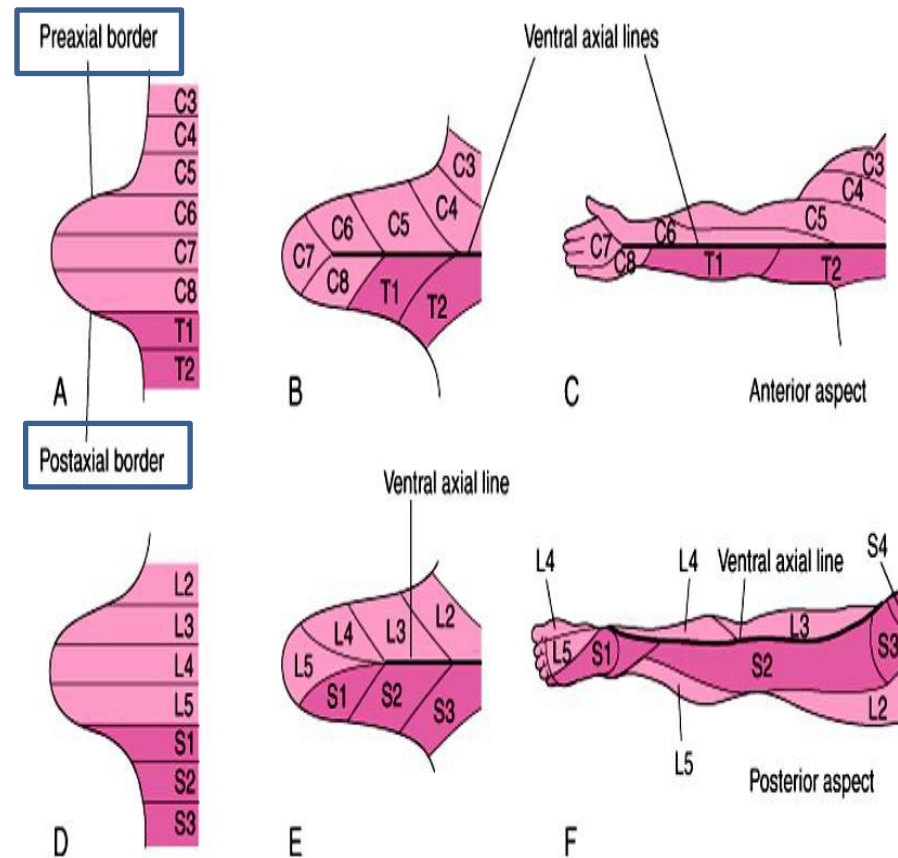 Preaxial border
Ventral axial lines
C3
C4
C5
C6
C7
C8
T1
T2
A
C3
C4
C5
C6
C7
C8
T1
T2
B
C3
C4
C5
C6
C7
C8
T1
T2
C
Anterior aspect
Postaxial border
Ventral axial line
L2
L3
L4
L5
S1
S2
S3
D
L2
L3
L4
L5
S1
S2
S3
E
L4
L4
Ventral axial line
S4
L3
S3
L5
S1
S2
L2
L5
Posterior aspect
F